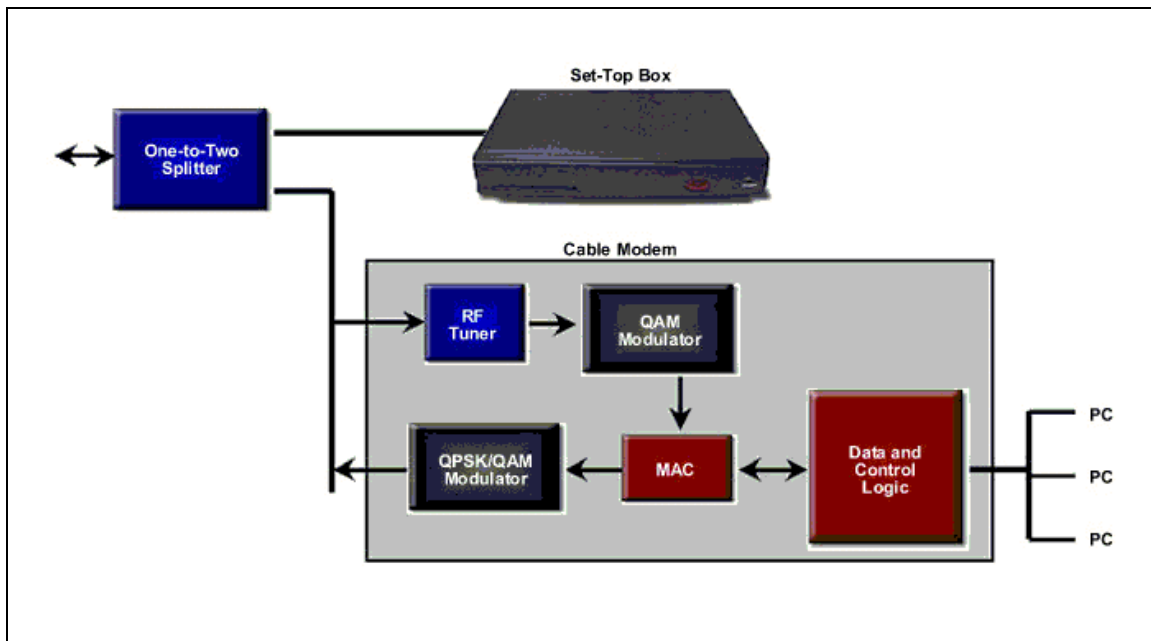 Set-Top Box
One-to-Two
Splitter
Cable Modem
RF
Tuner
QAM
Modulator
QPSK/QAM
Modulator
MAC
Data and
Control
Logic
PC
PC
PC